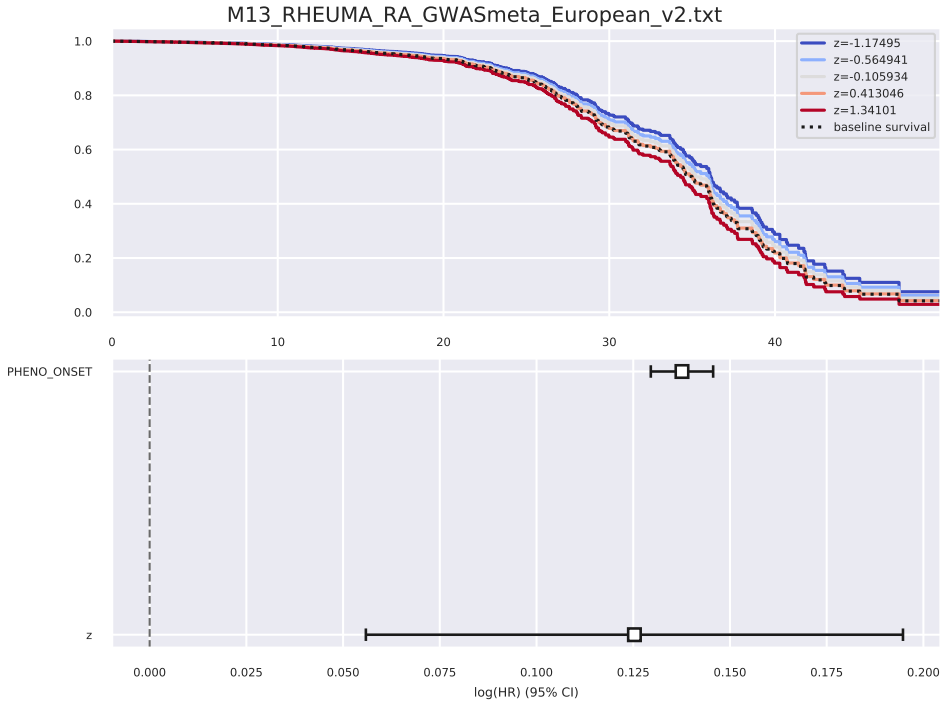 M13_RHEUMA_RA_GWASmeta_European_v2.txt
1.0
0.8
0.6
0.4
0.2
0.0
z=-1.17495
z=-0.564941
z=-0.105934
z=0.413046
z=1.34101
baseline survival
0 10 20 30 40
PHENO_ONSET
z
0.000 0.025 0.050 0.075 0.100 0.125 0.150 0.175 0.200
log(HR) (95% CI)